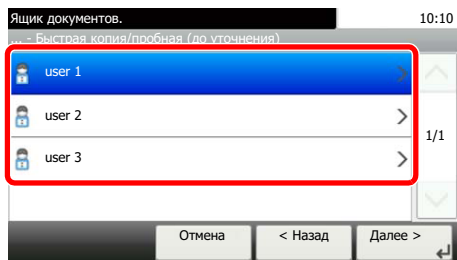 Ящик документов. 10:10
... - Быстрая копия/пробная (до уточнения)
user 1
user 2
1/1
user 3
Отмена < Назад Далее >